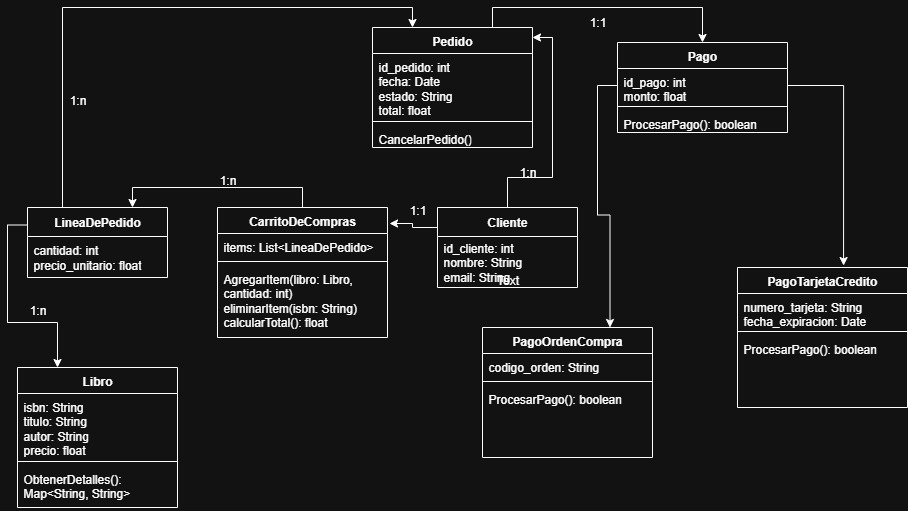 1:1
Pedido
id_pedido: int
fecha: Date
estado: String
total: float
CancelarPedido()
Pago
id_pago: int
monto: float
ProcesarPago(): boolean
1:n
1:n
1:n
1:1
LineaDePedido
cantidad: int
precio_unitario: float
CarritoDeCompras
items: List<LineaDePedido>
AgregarItem(libro: Libro,
cantidad: int)
eliminarItem(isbn: String)
calcularTotal(): float
Cliente
id_cliente: int
nombre: String
email: String
Text
1:n
Libro
isbn: String
titulo: String
autor: String
precio: float
ObtenerDetalles():
Map<String, String>
PagoOrdenCompra
codigo_orden: String
ProcesarPago(): boolean
PagoTarjetaCredito
numero_tarjeta: String
fecha_expiracion: Date
ProcesarPago(): boolean